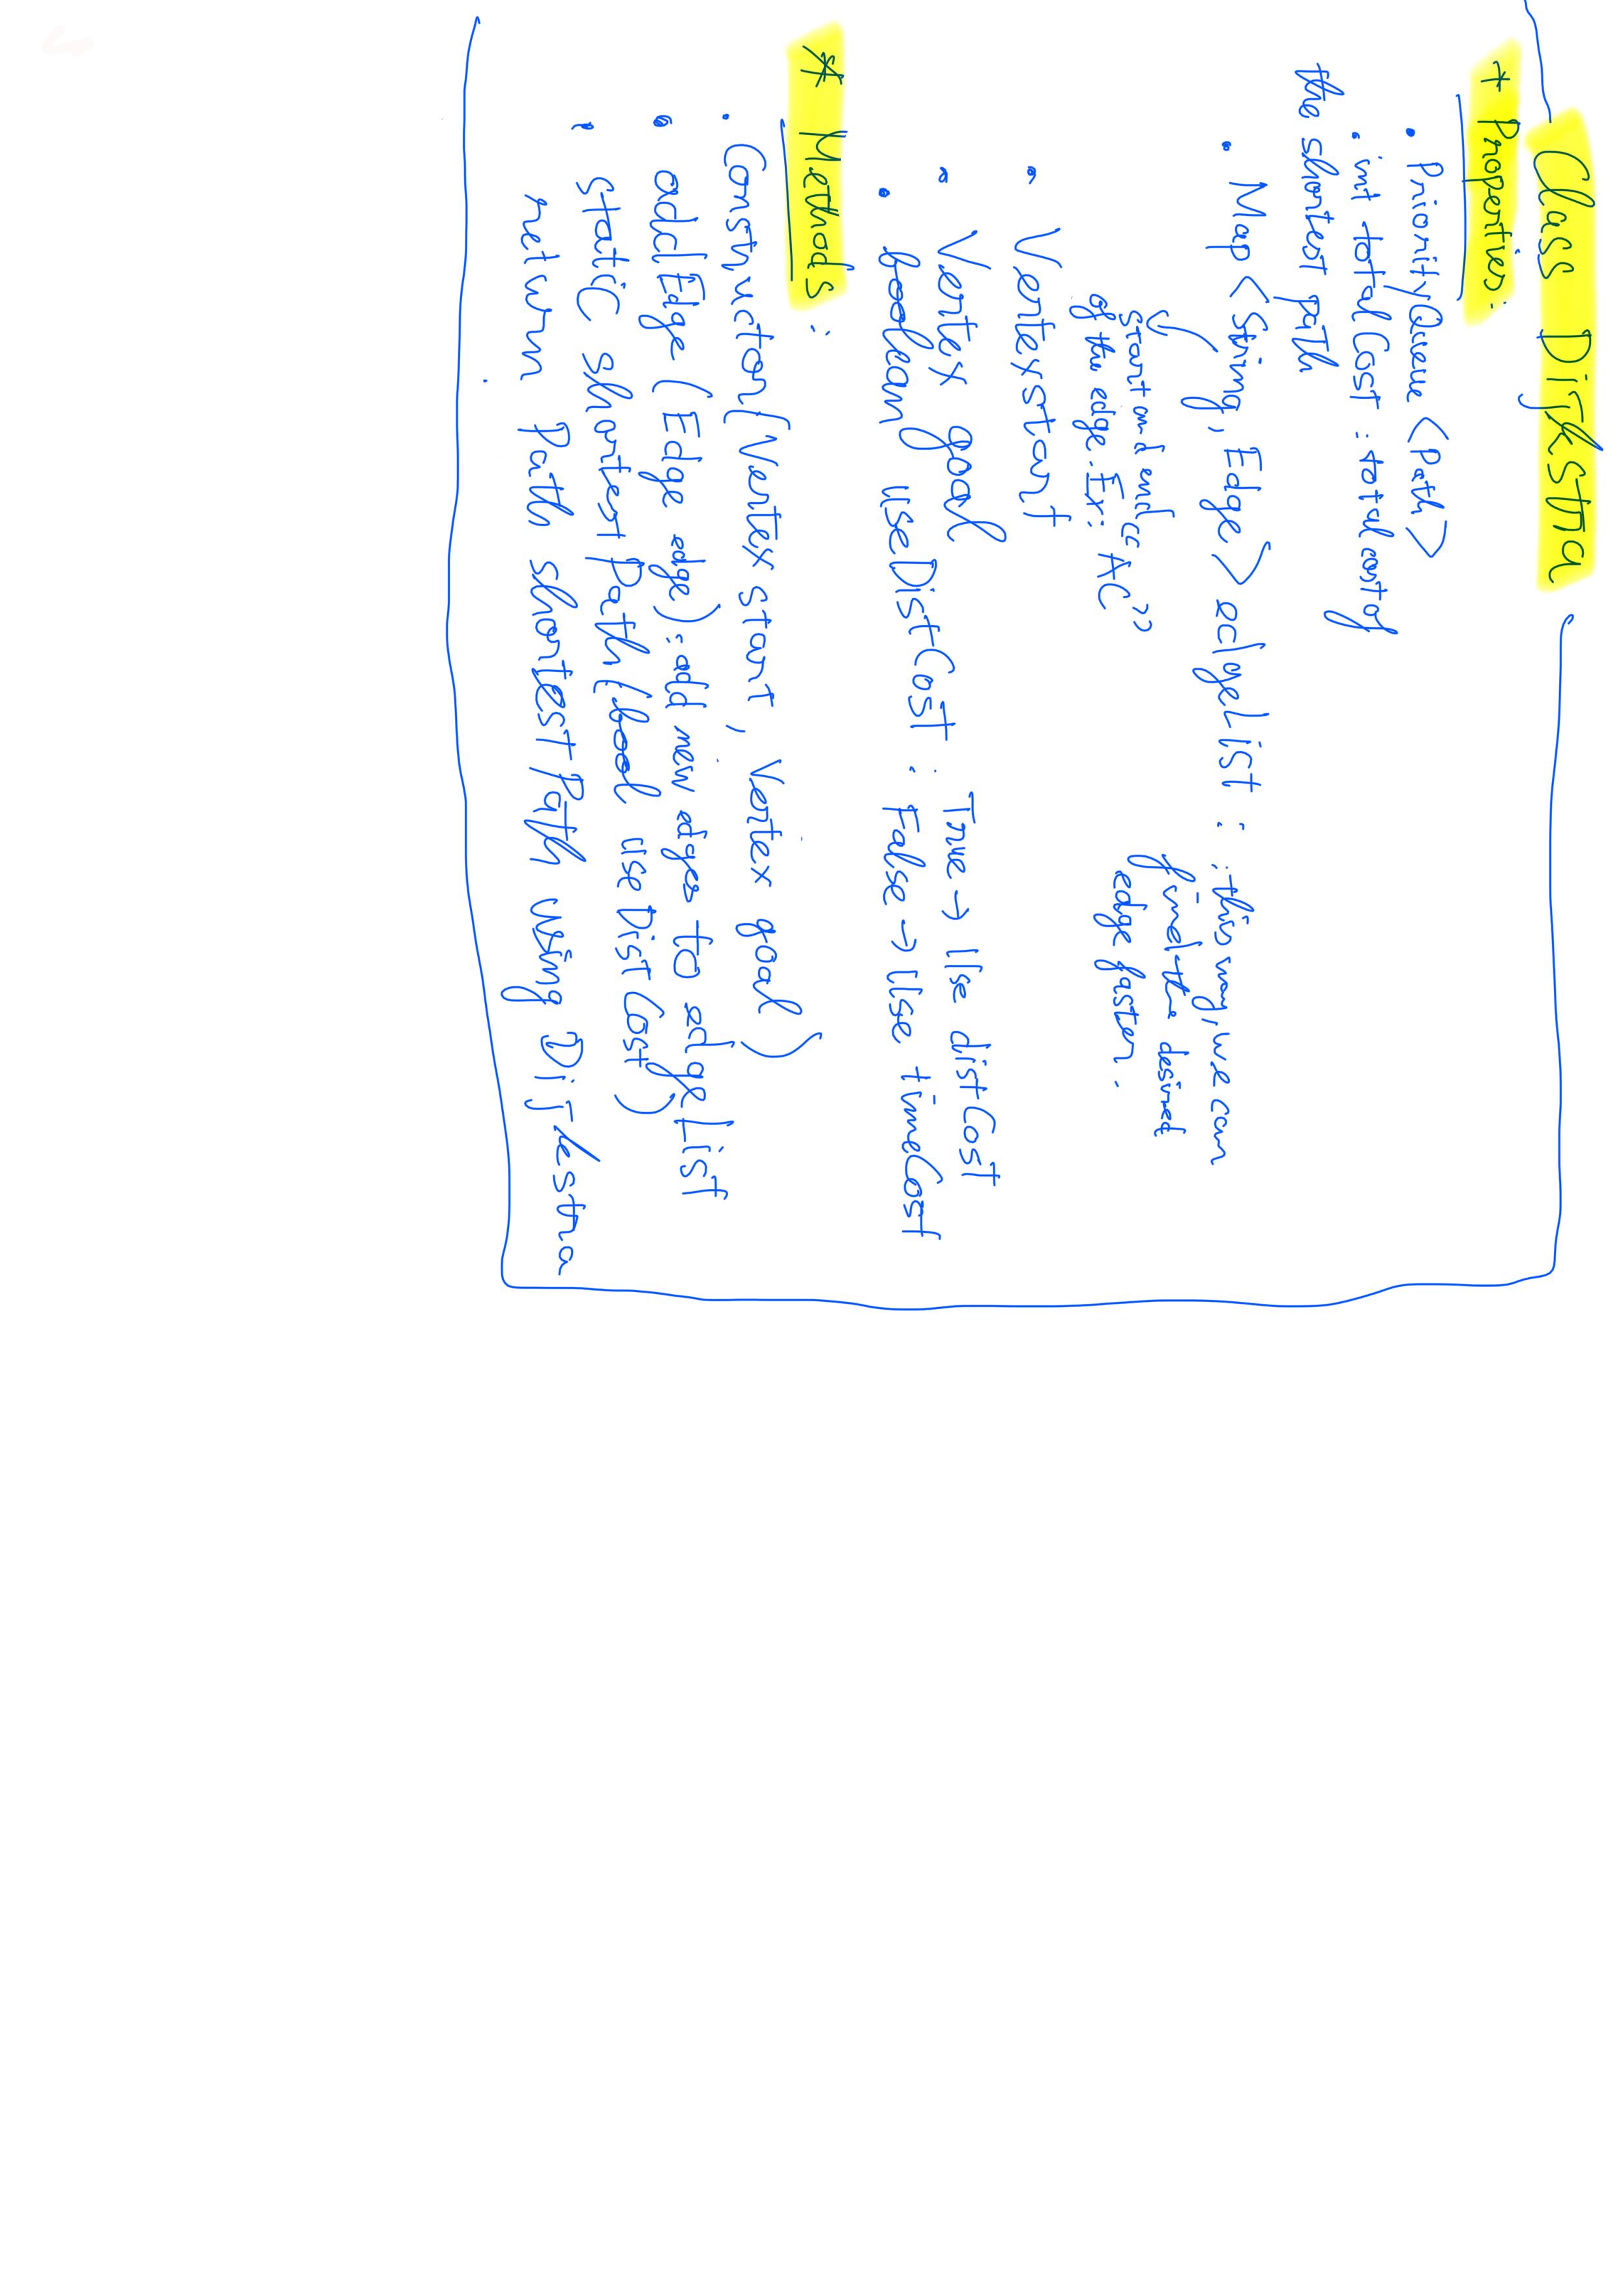 Class Dijkstra
* Properties:
. PriorityQueue <Path>
. int totalCost : total cost of
the shortest path
. Map <String, Edge> edgeList : : this way, we can
find the desired
edge faster.
start and end
of the edge. Ex: "AC"
. Vertex start
. Vertex goal
. boolean useDistCost : True → Use distCost
False → Use timeCost
* Methods :
. Constructor(Vertex start, Vertex goal)
. addEdge (Edge edge) : add new edges to edgeList
. static shortestPath(bool useDistCost)
return Path shortestPath using Dijkstra